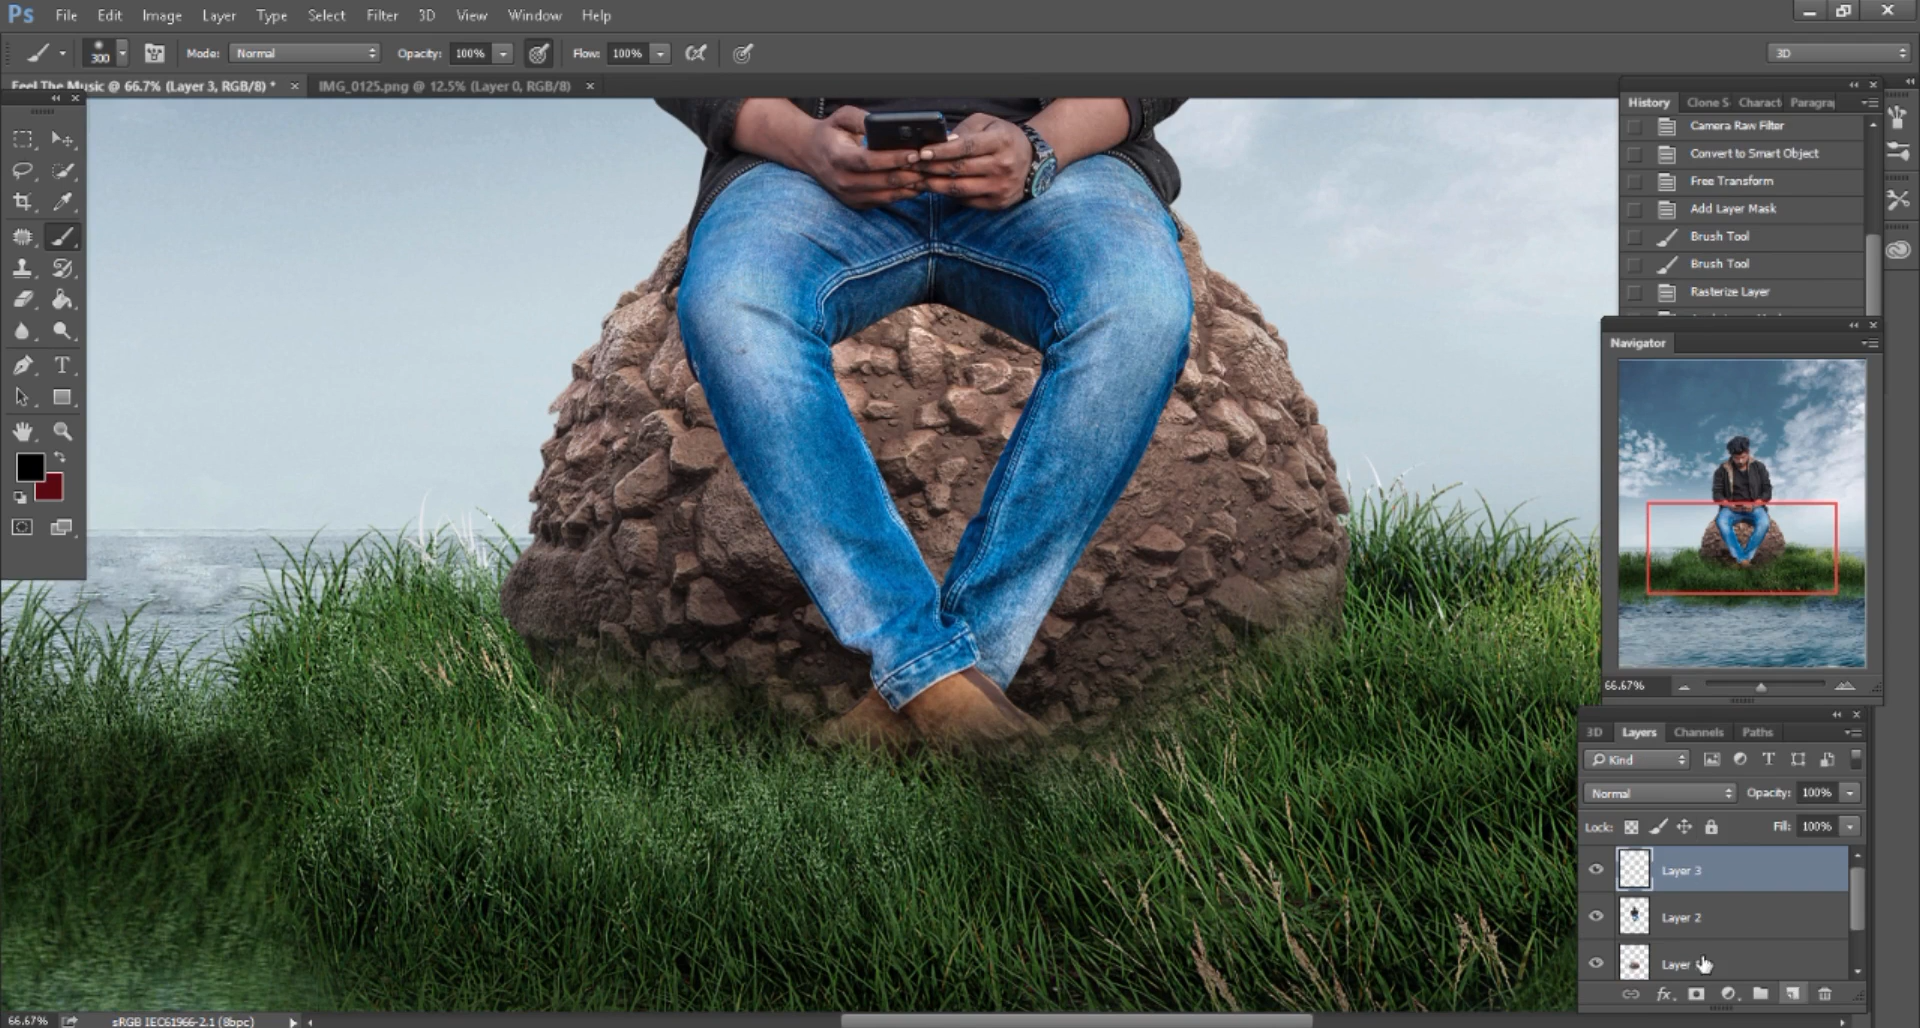 Ps File Edit Image Layer Type Select Filter 3D View Window Help
300 Mode: Normal Opacity: 100% Flow: 100% 3D
Feel The Music @ 66.7% (Layer 3, RGB/8) * × IMG_0125.png @ 12.5% (Layer 0, RGB/8) ×
History Clone S Charact Paragra
Camera Raw Filter
Convert to Smart Object
Free Transform
Add Layer Mask
Brush Tool
Brush Tool
Rasterize Layer
Navigator
66.67%
3D Layers Channels Paths
Kind
Normal Opacity: 100%
Lock: Fill: 100%
Layer 3
Layer 2
Layer
66.67% sRGB IEC61966-2.1 (8bpc)